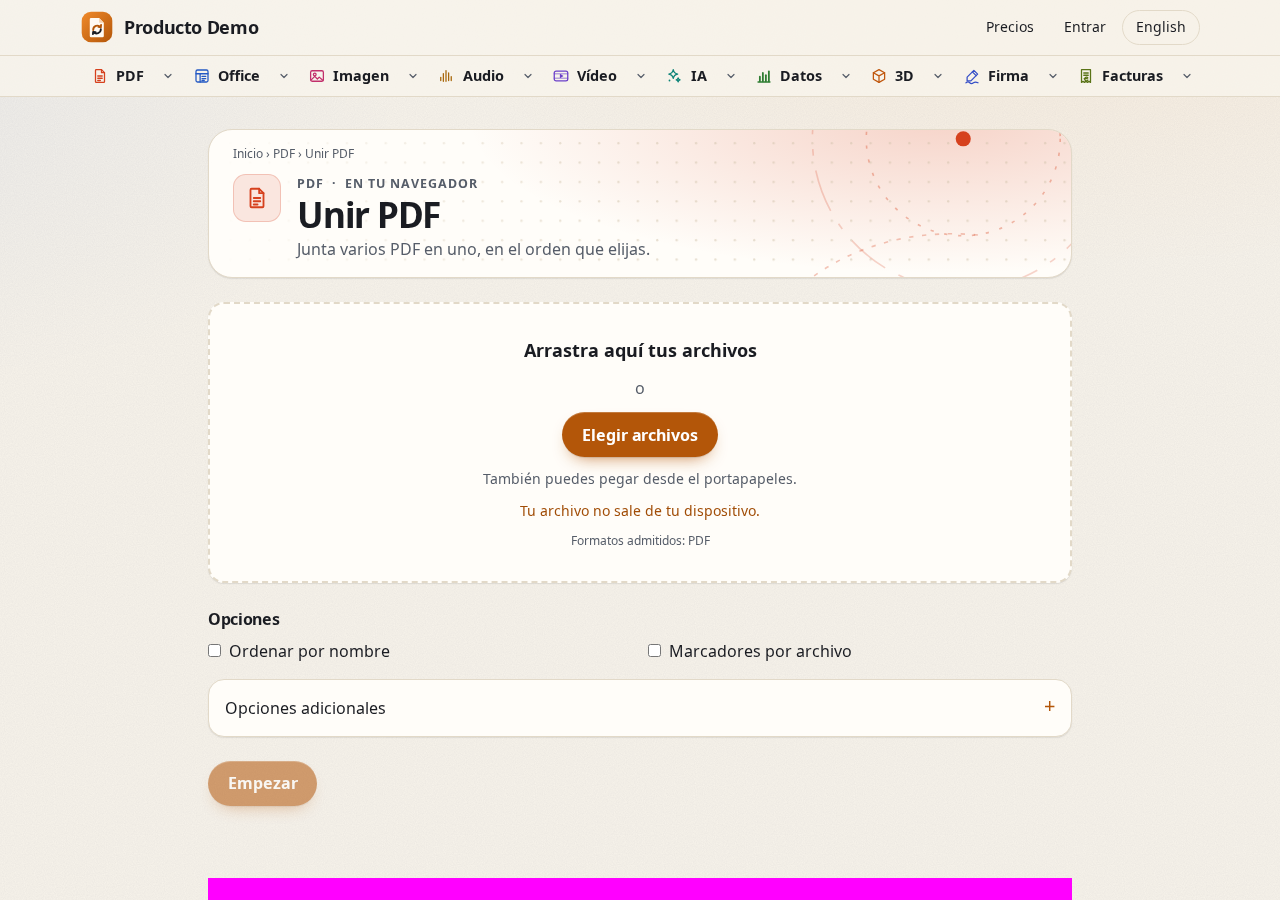 Producto Demo
Precios
Entrar
English
PDF
Office
Imagen
Audio
Vídeo
IA
Datos
3D
Firma
Facturas
Inicio › PDF › Unir PDF
PDF · EN TU NAVEGADOR
Unir PDF
Junta varios PDF en uno, en el orden que elijas.
Arrastra aquí tus archivos
o
Elegir archivos
También puedes pegar desde el portapapeles.
Tu archivo no sale de tu dispositivo.
Formatos admitidos: PDF
Opciones
Ordenar por nombre
Marcadores por archivo
Opciones adicionales
+
Empezar